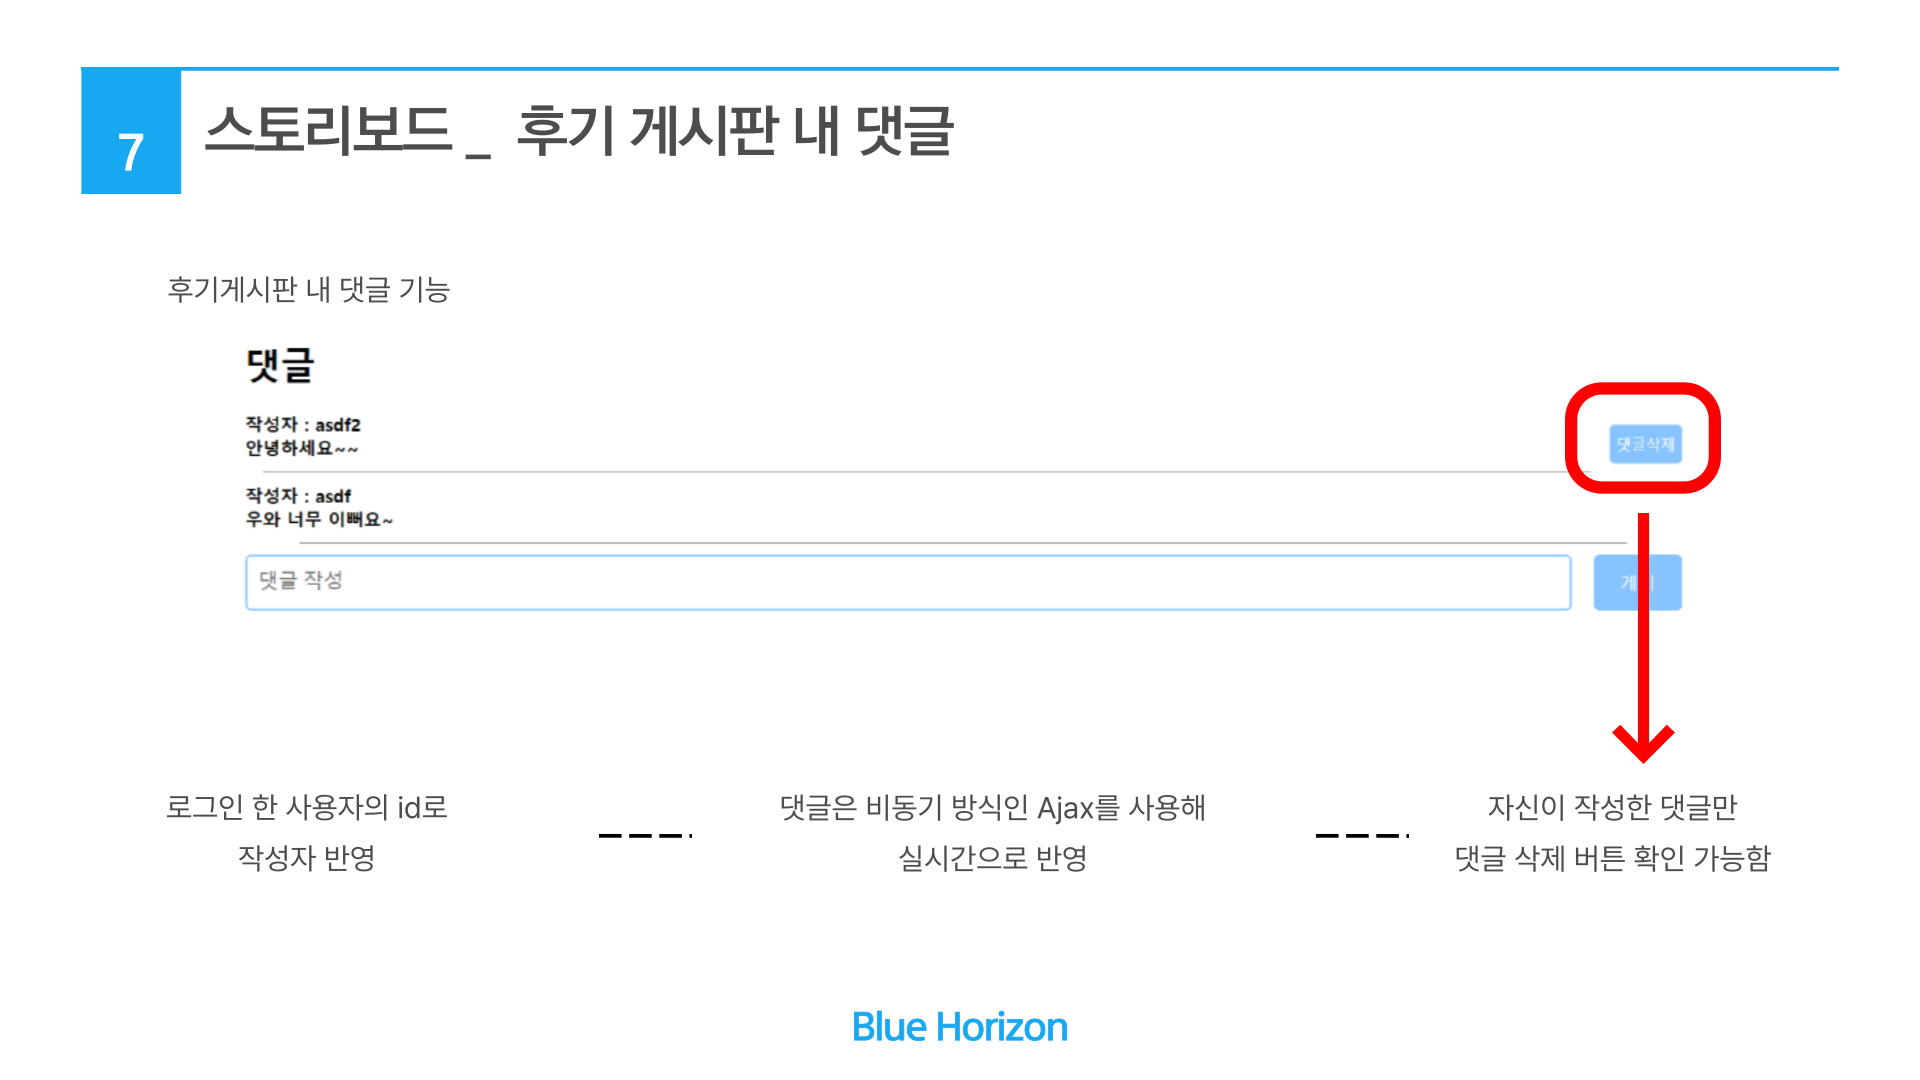 7
스토리보드 _ 후기 게시판 내 댓글
후기게시판 내 댓글 기능
댓글
작성자 : asdf2
안녕하세요~~
댓글삭제
작성자 : asdf
우와 너무 이뻐요~
댓글 작성
로그인 한 사용자의 id로
작성자 반영
댓글은 비동기 방식인 Ajax를 사용해
실시간으로 반영
자신이 작성한 댓글만
댓글 삭제 버튼 확인 가능함
Blue Horizon